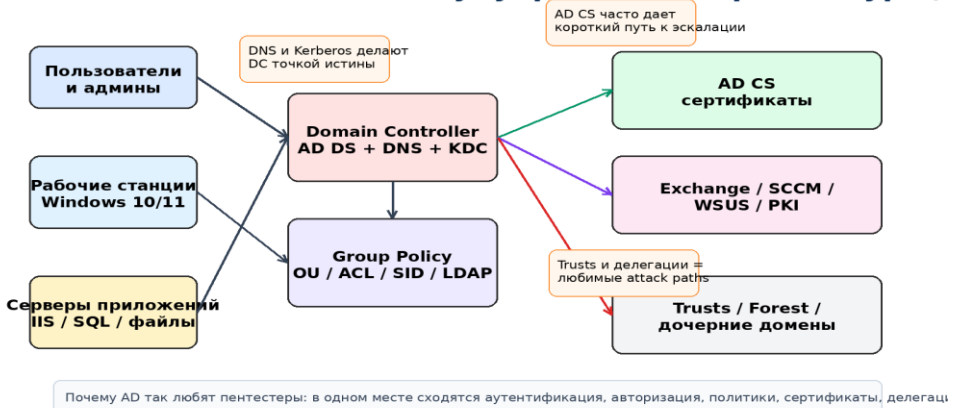 AD CS часто дает
короткий путь к эскалации
DNS и Kerberos делают
DC точкой истины
Пользователи
и админы
AD CS
сертификаты
Domain Controller
AD DS + DNS + KDC
Рабочие станции
Windows 10/11
Exchange / SCCM /
WSUS / PKI
Group Policy
OU / ACL / SID / LDAP
Trusts и делегации =
любимые attack paths
Серверы приложений
IIS / SQL / файлы
Trusts / Forest /
дочерние домены
Почему AD так любят пентестеры: в одном месте сходятся аутентификация, авторизация, политики, сертификаты, делегац